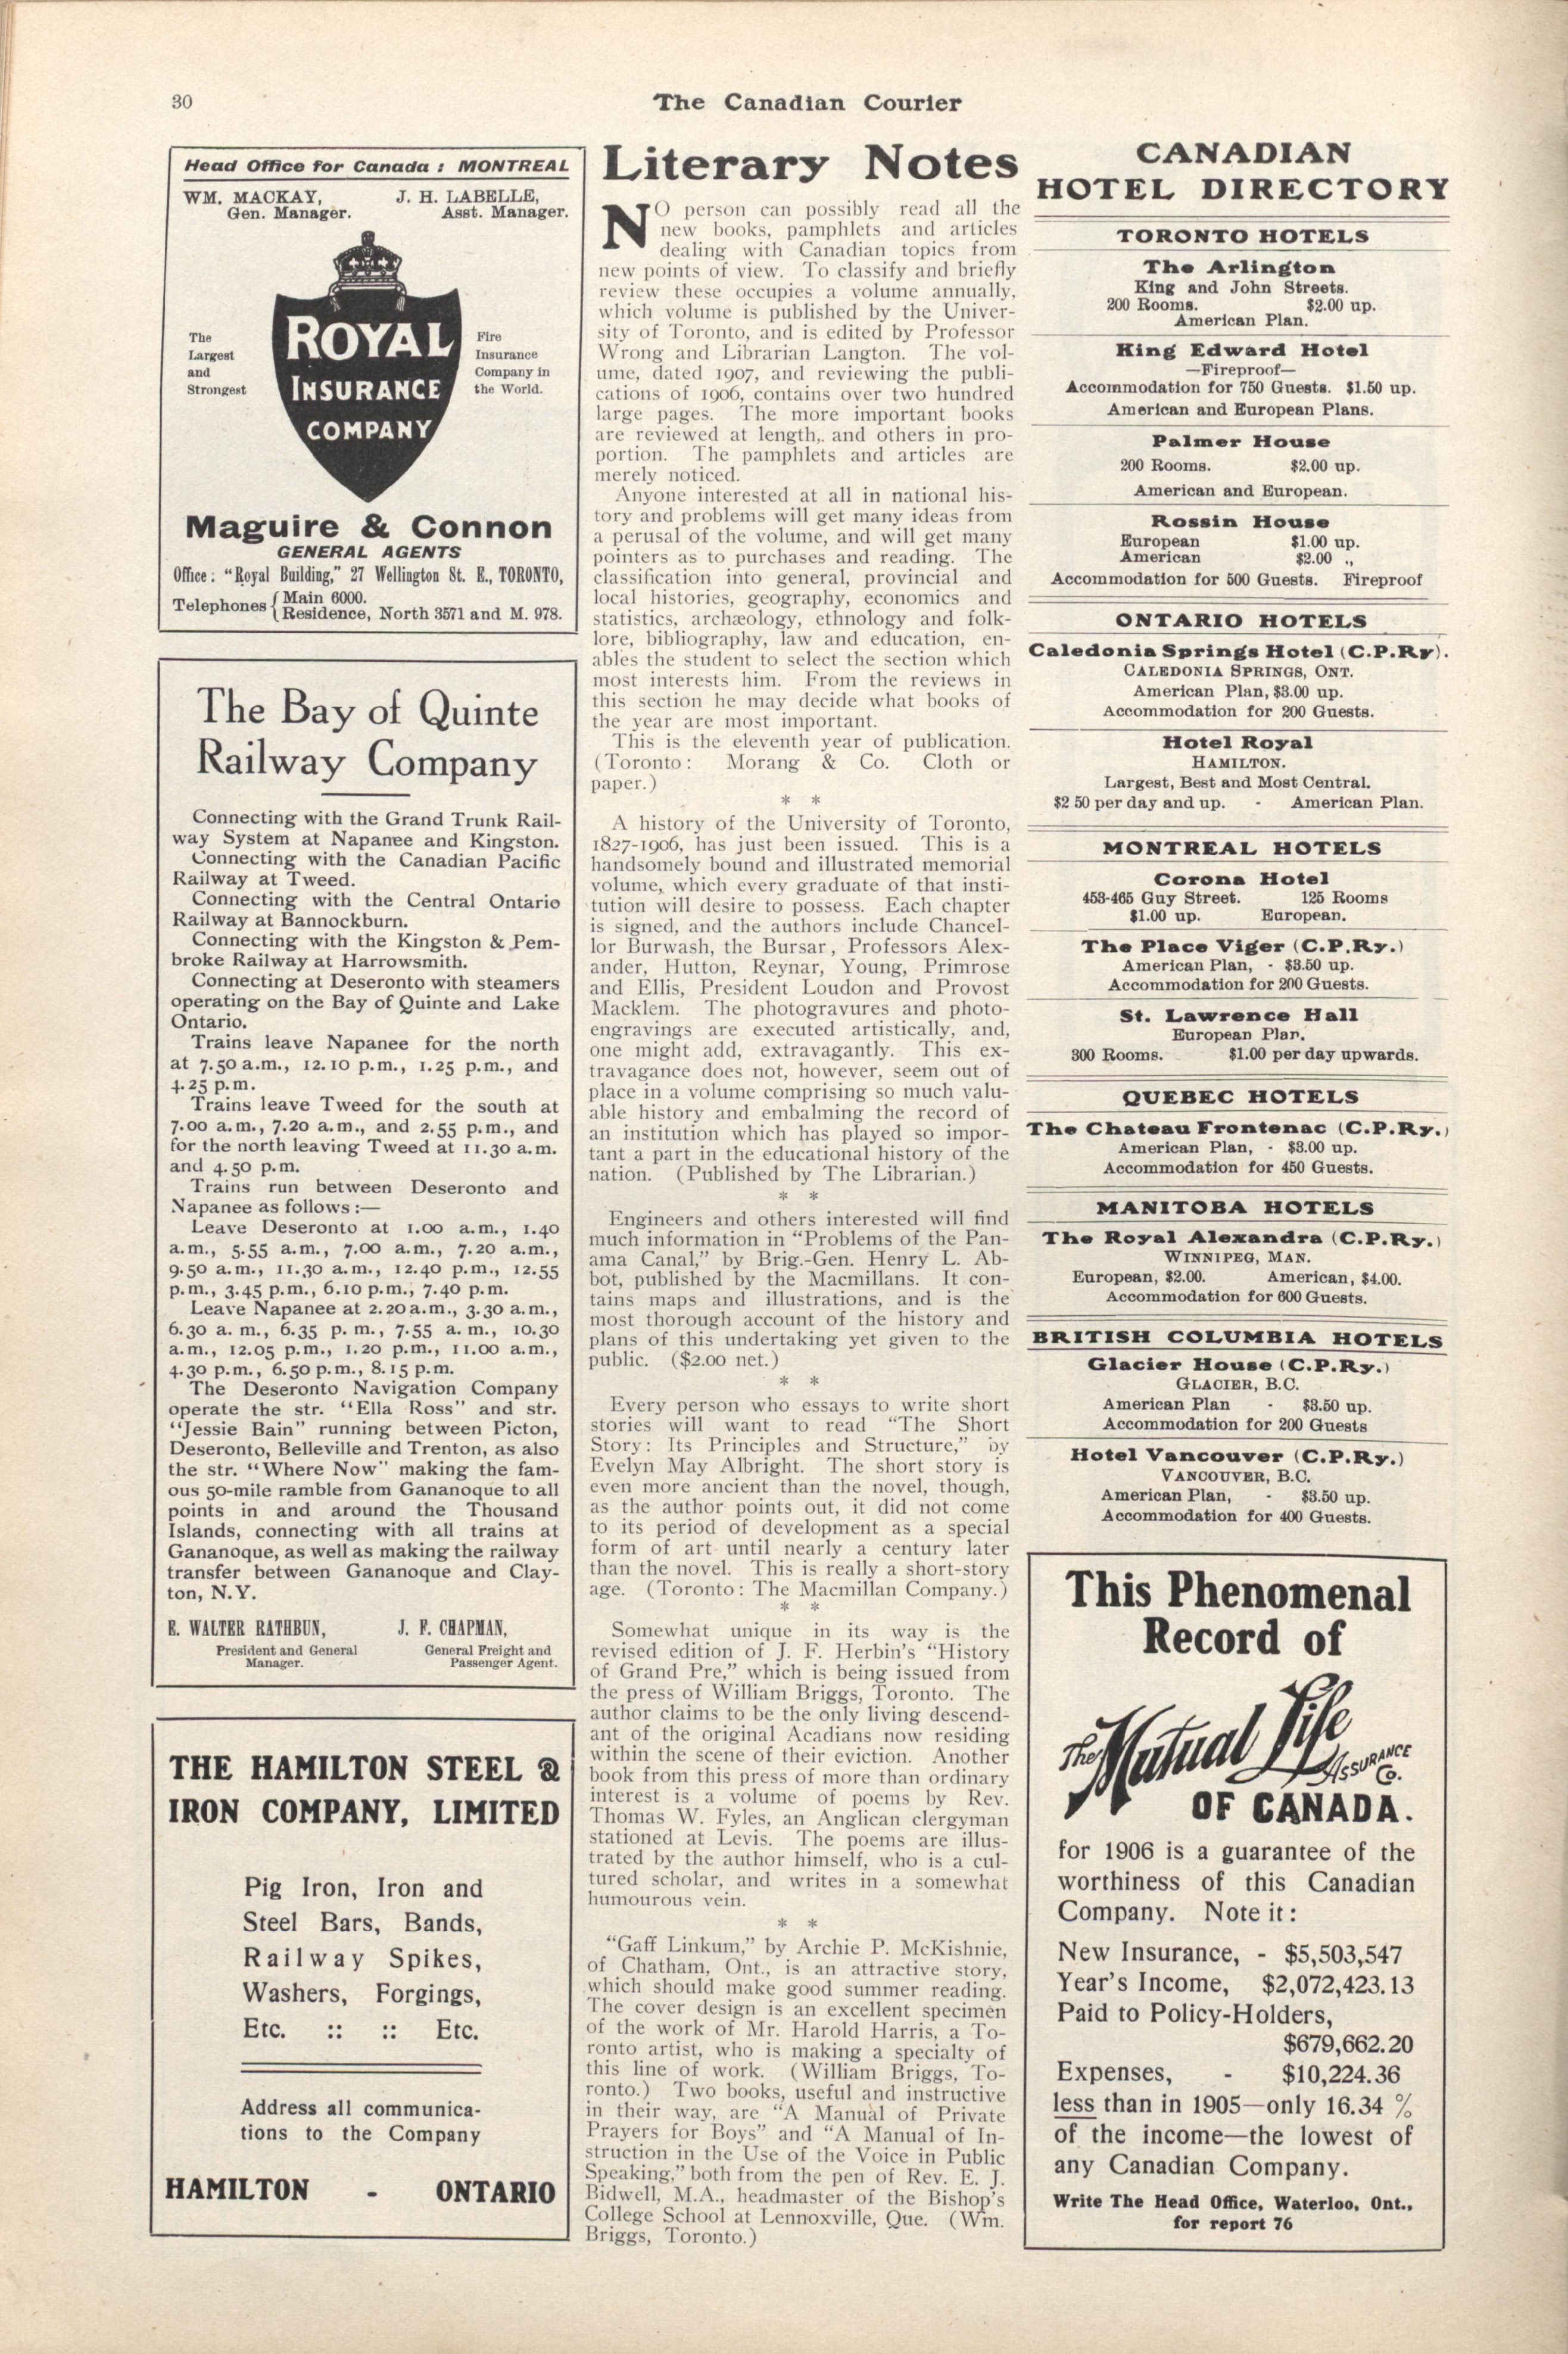 30
The Canadian Courier
Head Office for Canada : MONTREAL
WM. MACKAY,
Gen. Manager.
J. H. LABELLE,
Asst. Manager.
The
Largest
and
Strongest
ROYAL
INSURANCE
COMPANY
Fire
Insurance
Company in
the World.
Maguire & Connon
GENERAL AGENTS
Office : “Royal Building,” 27 Wellington St. E., TORONTO,
Telephones { Main 6000.
Residence, North 3571 and M. 978.
The Bay of Quinte
Railway Company
Connecting with the Grand Trunk Rail-
way System at Napanee and Kingston.
Connecting with the Canadian Pacific
Railway at Tweed.
Connecting with the Central Ontario
Railway at Bannockburn.
Connecting with the Kingston & Pem-
broke Railway at Harrowsmith.
Connecting at Deseronto with steamers
operating on the Bay of Quinte and Lake
Ontario.
Trains leave Napanee for the north
at 7.50 a.m., 12.10 p.m., 1.25 p.m., and
4.25 p.m.
Trains leave Tweed for the south at
7.00 a.m., 7.20 a.m., and 2.55 p.m., and
for the north leaving Tweed at 11.30 a.m.
and 4.50 p.m.
Trains run between Deseronto and
Napanee as follows :—
Leave Deseronto at 1.00 a.m., 1.40
a.m., 5.55 a.m., 7.00 a.m., 7.20 a.m.,
9.50 a.m., 11.30 a.m., 12.40 p.m., 12.55
p.m., 3.45 p.m., 6.10 p.m., 7.40 p.m.
Leave Napanee at 2.20 a.m., 3.30 a.m.,
6.30 a. m., 6.35 p. m., 7.55 a. m., 10.30
a.m., 12.05 p.m., 1.20 p.m., 11.00 a.m.,
4.30 p.m., 6.50 p.m., 8.15 p.m.
The Deseronto Navigation Company
operate the str. “Ella Ross” and str.
“Jessie Bain” running between Picton,
Deseronto, Belleville and Trenton, as also
the str. “Where Now” making the fam-
ous 50-mile ramble from Gananoque to all
points in and around the Thousand
Islands, connecting with all trains at
Gananoque, as well as making the railway
transfer between Gananoque and Clay-
ton, N.Y.
E. WALTER RATHBUN,
President and General
Manager.
J. F. CHAPMAN,
General Freight and
Passenger Agent.
THE HAMILTON STEEL &
IRON COMPANY, LIMITED
Pig Iron, Iron and
Steel Bars, Bands,
Railway Spikes,
Washers, Forgings,
Etc. :: :: Etc.
Address all communica-
tions to the Company
HAMILTON - ONTARIO
Literary Notes
NO person can possibly read all the
new books, pamphlets and articles
dealing with Canadian topics from
new points of view. To classify and briefly
review these occupies a volume annually,
which volume is published by the Univer-
sity of Toronto, and is edited by Professor
Wrong and Librarian Langton. The vol-
ume, dated 1907, and reviewing the publi-
cations of 1906, contains over two hundred
large pages. The more important books
are reviewed at length,. and others in pro-
portion. The pamphlets and articles are
merely noticed.
Anyone interested at all in national his-
tory and problems will get many ideas from
a perusal of the volume, and will get many
pointers as to purchases and reading. The
classification into general, provincial and
local histories, geography, economics and
statistics, archæology, ethnology and folk-
lore, bibliography, law and education, en-
ables the student to select the section which
most interests him. From the reviews in
this section he may decide what books of
the year are most important.
This is the eleventh year of publication.
(Toronto: Morang & Co. Cloth or
paper.)
* *
A history of the University of Toronto,
1827-1906, has just been issued. This is a
handsomely bound and illustrated memorial
volume, which every graduate of that insti-
tution will desire to possess. Each chapter
is signed, and the authors include Chancel-
lor Burwash, the Bursar, Professors Alex-
ander, Hutton, Reynar, Young, Primrose
and Ellis, President Loudon and Provost
Macklem. The photogravures and photo-
engravings are executed artistically, and,
one might add, extravagantly. This ex-
travagance does not, however, seem out of
place in a volume comprising so much valu-
able history and embalming the record of
an institution which has played so impor-
tant a part in the educational history of the
nation. (Published by The Librarian.)
* *
Engineers and others interested will find
much information in “Problems of the Pan-
ama Canal,” by Brig.-Gen. Henry L. Ab-
bot, published by the Macmillans. It con-
tains maps and illustrations, and is the
most thorough account of the history and
plans of this undertaking yet given to the
public. ($2.00 net.)
* *
Every person who essays to write short
stories will want to read “The Short
Story: Its Principles and Structure,” by
Evelyn May Albright. The short story is
even more ancient than the novel, though,
as the author points out, it did not come
to its period of development as a special
form of art until nearly a century later
than the novel. This is really a short-story
age. (Toronto: The Macmillan Company.)
* *
Somewhat unique in its way is the
revised edition of J. F. Herbin’s “History
of Grand Pre,” which is being issued from
the press of William Briggs, Toronto. The
author claims to be the only living descend-
ant of the original Acadians now residing
within the scene of their eviction. Another
book from this press of more than ordinary
interest is a volume of poems by Rev.
Thomas W. Fyles, an Anglican clergyman
stationed at Levis. The poems are illus-
trated by the author himself, who is a cul-
tured scholar, and writes in a somewhat
humourous vein.
* *
“Gaff Linkum,” by Archie P. McKishnie,
of Chatham, Ont., is an attractive story,
which should make good summer reading.
The cover design is an excellent specimen
of the work of Mr. Harold Harris, a To-
ronto artist, who is making a specialty of
this line of work. (William Briggs, To-
ronto.) Two books, useful and instructive
in their way, are “A Manual of Private
Prayers for Boys” and “A Manual of In-
struction in the Use of the Voice in Public
Speaking,” both from the pen of Rev. E. J.
Bidwell, M.A., headmaster of the Bishop’s
College School at Lennoxville, Que. (Wm.
Briggs, Toronto.)
CANADIAN
HOTEL DIRECTORY
TORONTO HOTELS
The Arlington
King and John Streets.
200 Rooms. $2.00 up.
American Plan.
King Edward Hotel
—Fireproof—
Accommodation for 750 Guests. $1.50 up.
American and European Plans.
Palmer House
200 Rooms. $2.00 up.
American and European.
Rossin House
European $1.00 up.
American $2.00 „
Accommodation for 500 Guests. Fireproof
ONTARIO HOTELS
Caledonia Springs Hotel (C.P.Ry).
CALEDONIA SPRINGS, ONT.
American Plan, $3.00 up.
Accommodation for 200 Guests.
Hotel Royal
HAMILTON.
Largest, Best and Most Central.
$2 50 per day and up. - American Plan.
MONTREAL HOTELS
Corona Hotel
453-465 Guy Street. 125 Rooms
$1.00 up. European.
The Place Viger (C.P.Ry.)
American Plan, - $3.50 up.
Accommodation for 200 Guests.
St. Lawrence Hall
European Plan.
300 Rooms. $1.00 per day upwards.
QUEBEC HOTELS
The Chateau Frontenac (C.P.Ry.)
American Plan, - $3.00 up.
Accommodation for 450 Guests.
MANITOBA HOTELS
The Royal Alexandra (C.P.Ry.)
WINNIPEG, MAN.
European, $2.00. American, $4.00.
Accommodation for 600 Guests.
BRITISH COLUMBIA HOTELS
Glacier House (C.P.Ry.)
GLACIER, B.C.
American Plan - $3.50 up.
Accommodation for 200 Guests
Hotel Vancouver (C.P.Ry.)
VANCOUVER, B.C.
American Plan, - $3.50 up.
Accommodation for 400 Guests.
This Phenomenal
Record of
The Mutual Life
ASSURANCE
Co.
OF CANADA.
for 1906 is a guarantee of the
worthiness of this Canadian
Company. Note it :
New Insurance, - $5,503,547
Year’s Income, $2,072,423.13
Paid to Policy-Holders,
$679,662.20
Expenses, - $10,224.36
less than in 1905—only 16.34 %
of the income—the lowest of
any Canadian Company.
Write The Head Office, Waterloo, Ont.,
for report 76